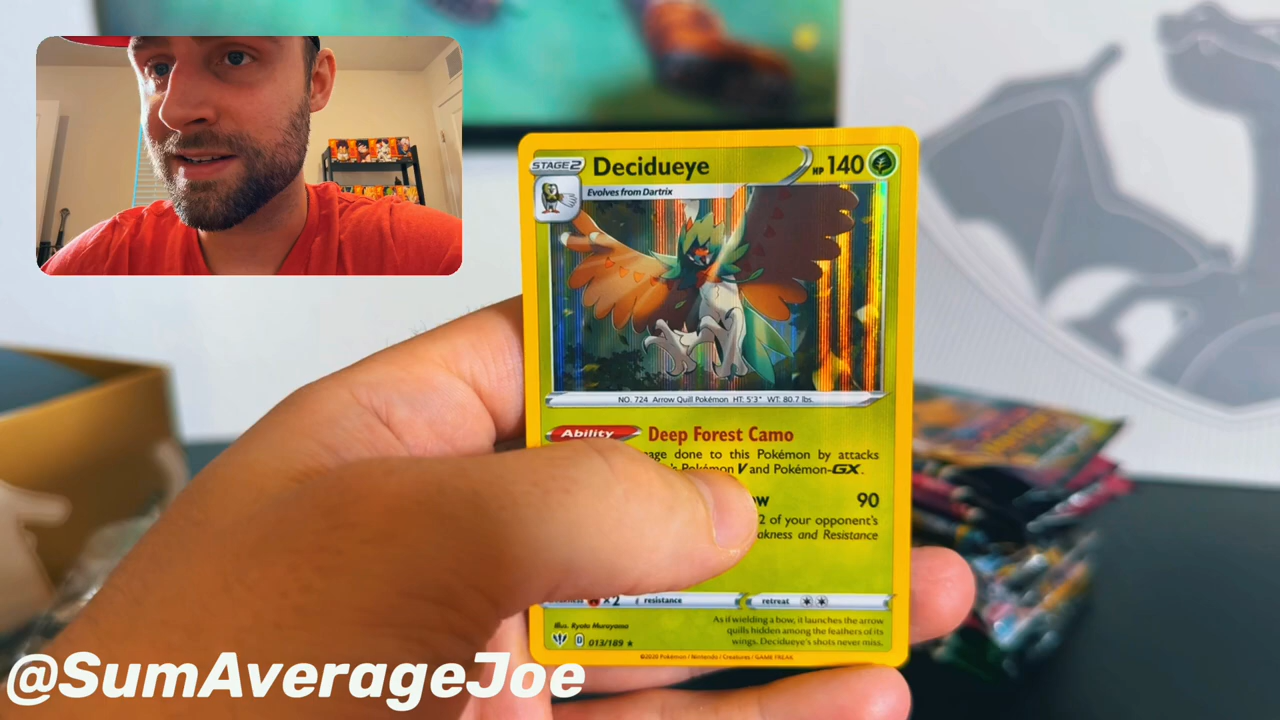 STAGE 2 Decidueye HP 140
Evolves from Dartrix
NO. 724 Arrow Quill Pokémon HT: 5'3" WT: 80.7 lbs.
Ability Deep Forest Camo
done to this Pokémon by attacks
Pokémon V and Pokémon-GX.
90
2 of your opponent's
and Resistance
×2 resistance retreat
Illus. Kyoko Murayama
D 013/189 ★
As if wielding a bow, it launches the arrow
quills hidden among the feathers of its
wings. Decidueye's shots never miss.
©2020 Pokémon / Nintendo / Creatures / GAME FREAK
@SumAverageJoe